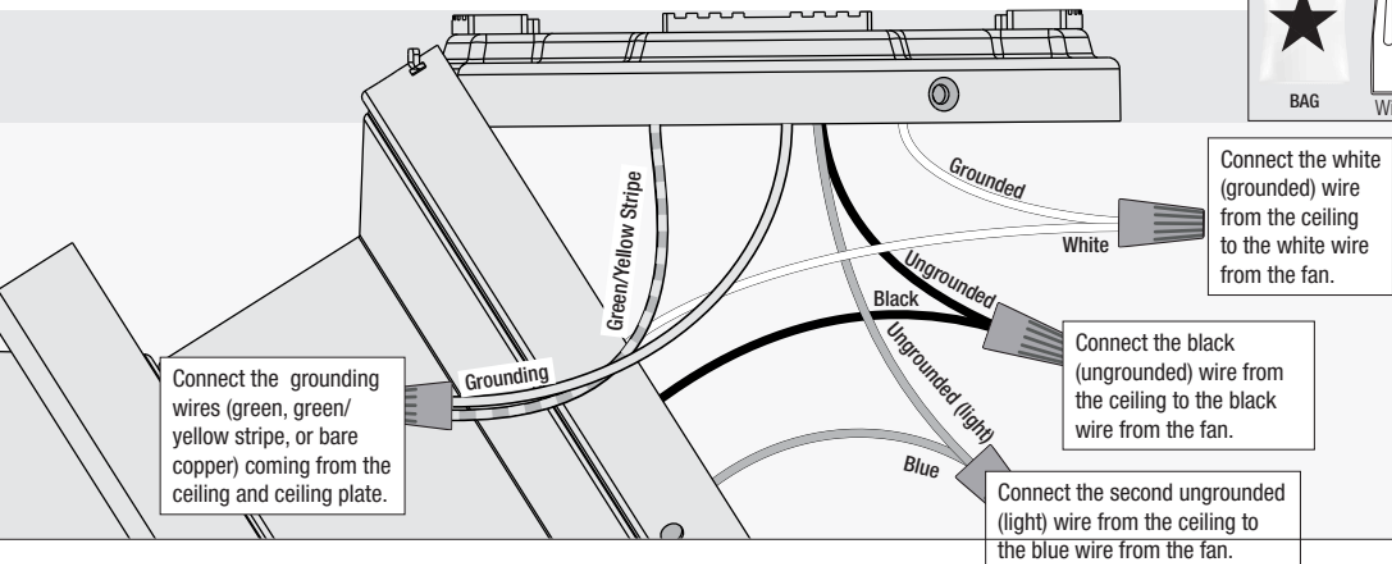 BAG
Grounded
White
Connect the white
(grounded) wire
from the ceiling
to the white wire
from the fan.
Green/Yellow Stripe
Ungrounded
Black
Ungrounded (light)
Connect the black
(ungrounded) wire from
the ceiling to the black
wire from the fan.
Grounding
Connect the grounding
wires (green, green/
yellow stripe, or bare
copper) coming from the
ceiling and ceiling plate.
Blue
Connect the second ungrounded
(light) wire from the ceiling to
the blue wire from the fan.